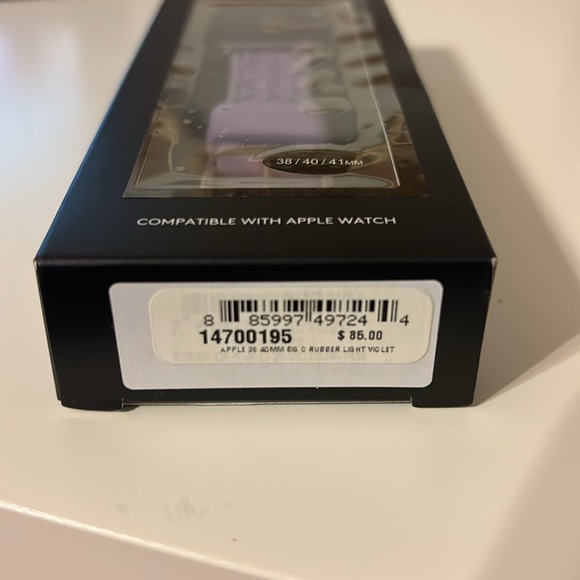 38/40/41MM
COMPATIBLE WITH APPLE WATCH
8 85997 49724 4
14700195 $ 85.00
APPLE 38 40MM SIG C RUBBER LIGHT VIOLET